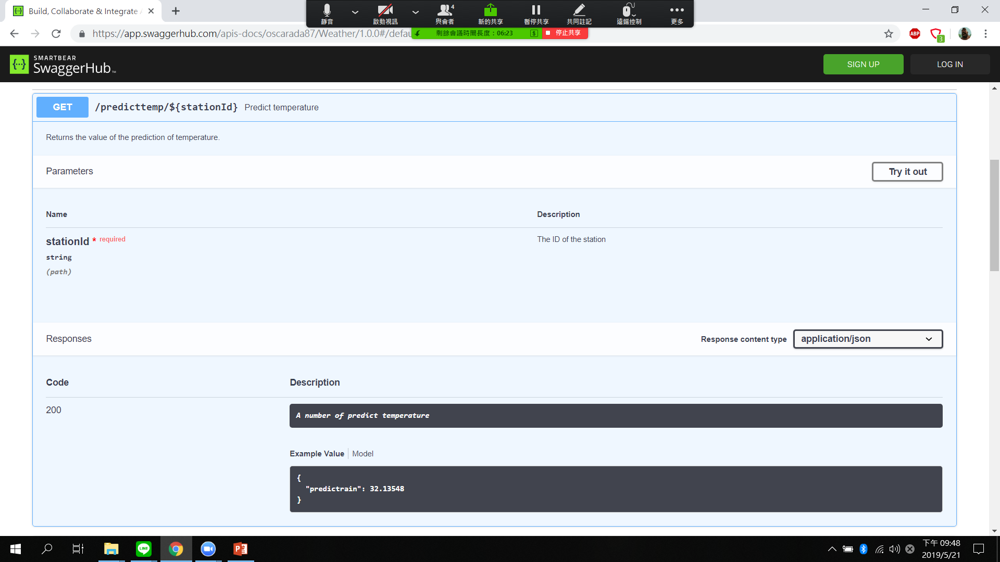 Build, Collaborate & Integrate
靜音
啟動視訊
4
與會者
新的共享
暫停共享
共同註記
遠端控制
更多
https://app.swaggerhub.com/apis-docs/oscarada87/Weather/1.0.0#/defau
剩餘會議時間長度：06:23
$
停止共享
ABP
3
SMARTBEAR
SwaggerHub™
SIGN UP
LOG IN
GET
/predicttemp/${stationId} Predict temperature
Returns the value of the prediction of temperature.
Parameters
Try it out
Name
Description
stationId * required
The ID of the station
string
(path)
Responses
Response content type
application/json
Code
Description
200
A number of predict temperature
Example Value
Model
{
"predictrain": 32.13548
}
LINE
下午 09:48
2019/5/21